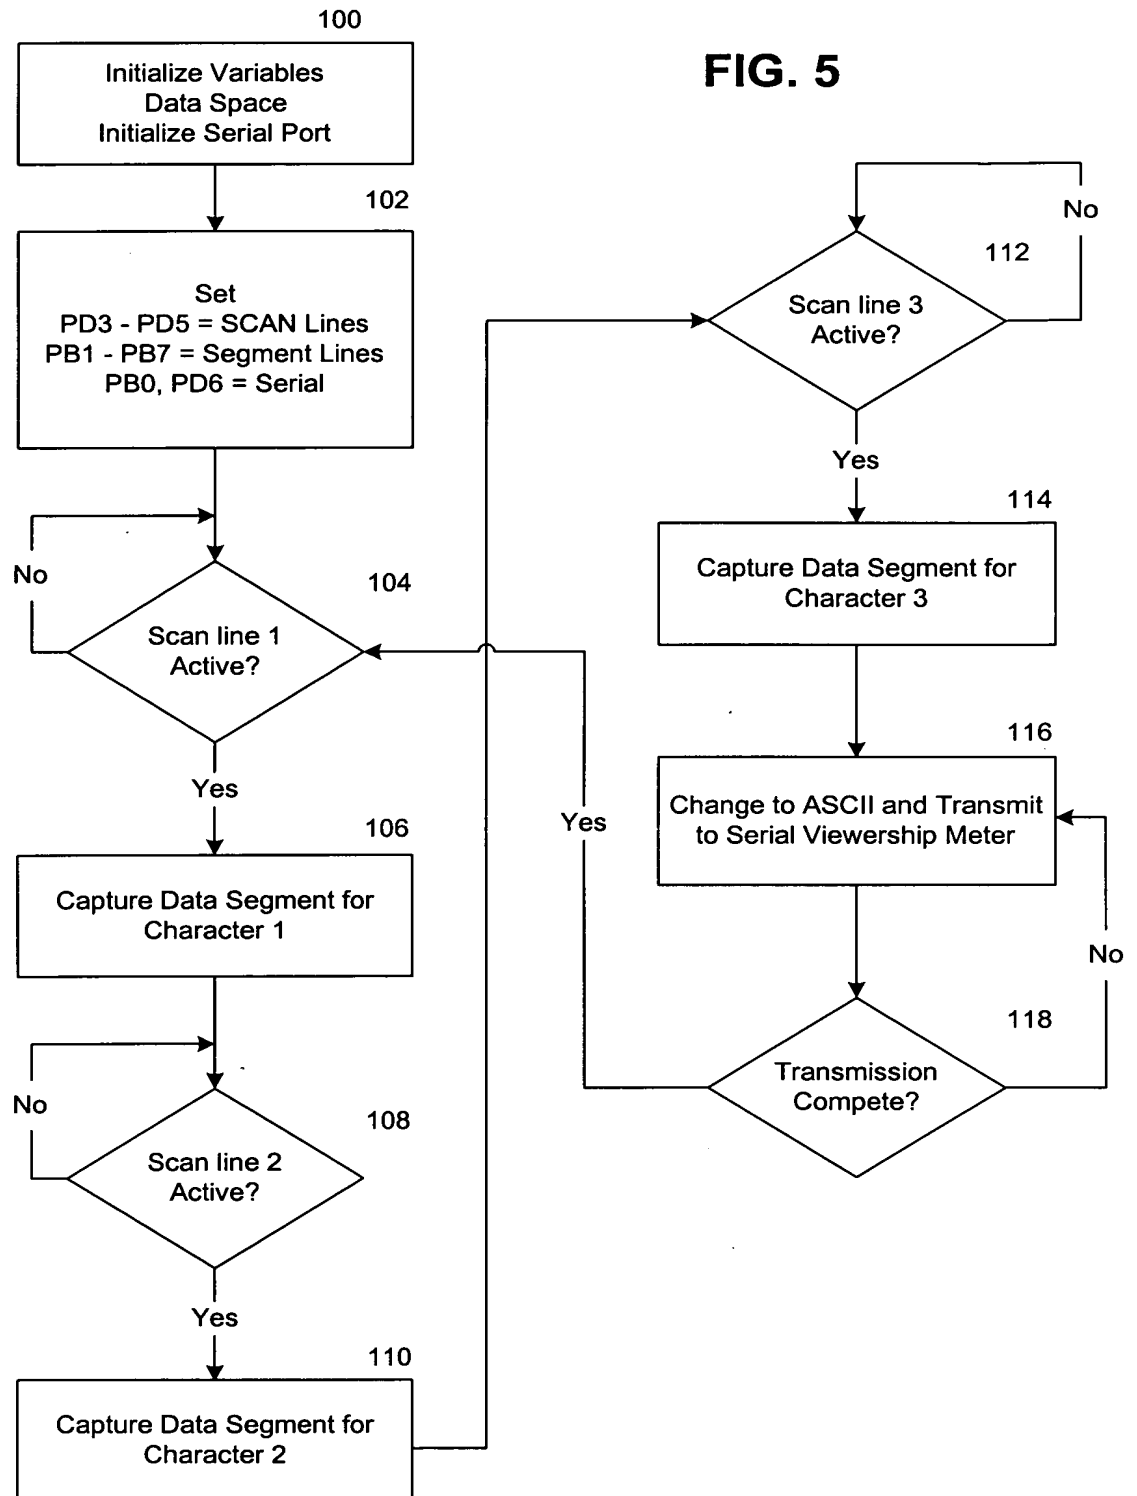 FIG. 5
100
Initialize Variables
Data Space
Initialize Serial Port
102
Set
PD3 - PD5 = SCAN Lines
PB1 - PB7 = Segment Lines
PB0, PD6 = Serial
No
104
Scan line 1
Active?
Yes
106
Capture Data Segment for
Character 1
No
108
Scan line 2
Active?
Yes
110
Capture Data Segment for
Character 2
No
112
Scan line 3
Active?
Yes
114
Capture Data Segment for
Character 3
116
Change to ASCII and Transmit
to Serial Viewership Meter
No
118
Transmission
Compete?
Yes